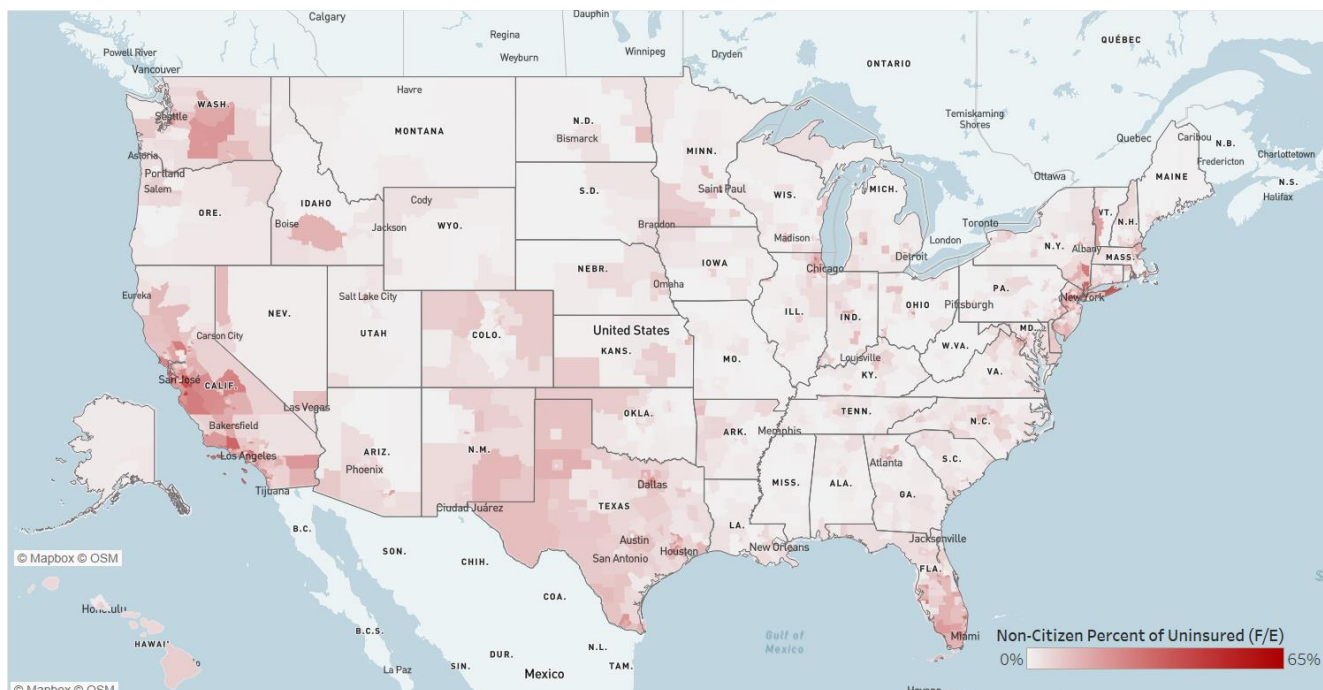 Calgary
Dauphin
Regina
Winnipeg
Dryden
Weyburn
QUÉBEC
Powell River
Vancouver
ONTARIO
Temiskaming
Shores
Quebec
Caribou
N.B.
Fredericton
Charlottetown
N.S.
Halifax
Ottawa
WASH.
Seattle
Havre
MONTANA
N.D.
Bismarck
MINN.
Saint Paul
WIS.
MICH.
MAINE
Astoria
Portland
Salem
ORE.
IDAHO
Boise
Cody
Jackson
WYO.
S.D.
Brandon
Madison
Toronto
London
Detroit
N.Y.
Albany
VT.
N.H.
MASS.
Eureka
NEV.
Carson City
Salt Lake City
UTAH
NEBR.
Omaha
IOWA
Chicago
ILL.
IND.
OHIO
PA.
Pittsburgh
New York
San José
CALIF.
COLO.
United States
KANS.
MO.
Louisville
KY.
W.VA.
VA.
MD.
Las Vegas
Bakersfield
Los Angeles
Tijuana
ARIZ.
Phoenix
N.M.
OKLA.
ARK.
Memphis
TENN.
N.C.
S.C.
Atlanta
Dallas
TEXAS
MISS.
ALA.
GA.
Ciudad Juárez
B.C.
SON.
CHIH.
Austin
San Antonio
Houston
LA.
New Orleans
Jacksonville
FLA.
Miami
© Mapbox © OSM
COA.
Honolulu
HAWAI
B.C.S.
La Paz
SIN.
DUR.
Mexico
N.L.
TAM.
Gulf of
Mexico
Non-Citizen Percent of Uninsured (F/E)
0%
65%
© Mapbox © OSM